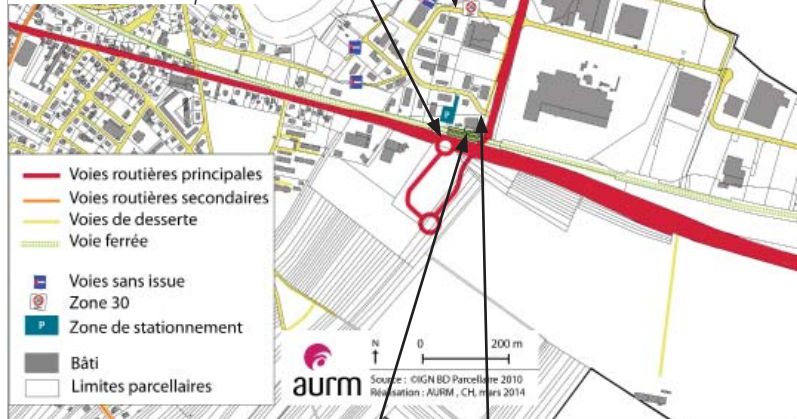 P
Voies routières principales
Voies routières secondaires
Voies de desserte
Voie ferrée
Voies sans issue
Zone 30
P Zone de stationnement
Bâti
Limites parcellaires
aurm
N
0 200 m
Source : ©IGN BD Parcellaire 2010
Réalisation : AURM , CH, mars 2014